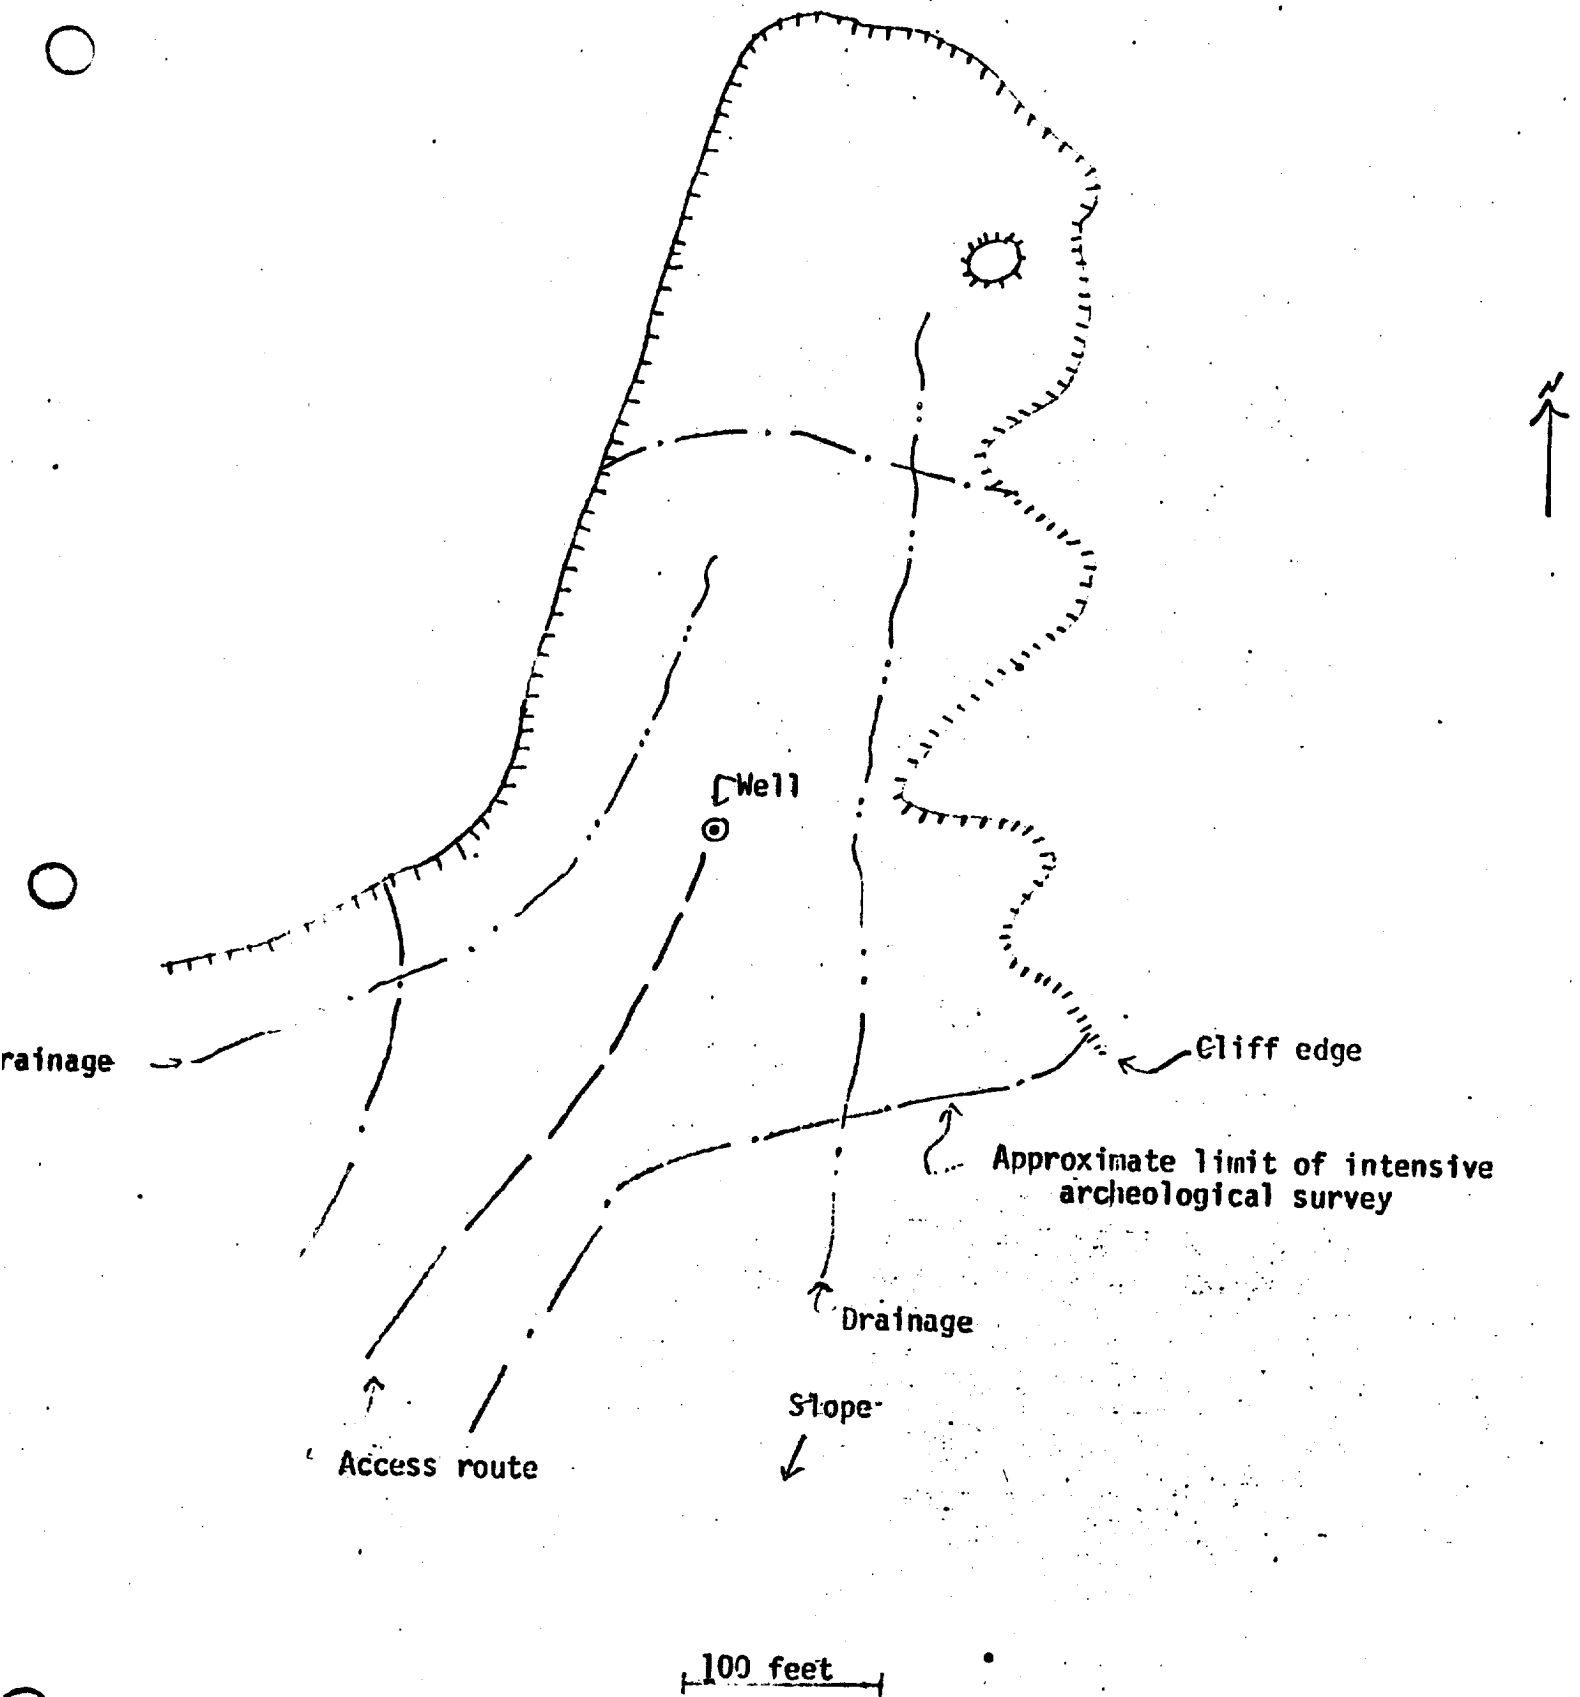 N
Well
rainage
Cliff edge
Approximate limit of intensive
archeological survey
Drainage
Slope
Access route
100 feet